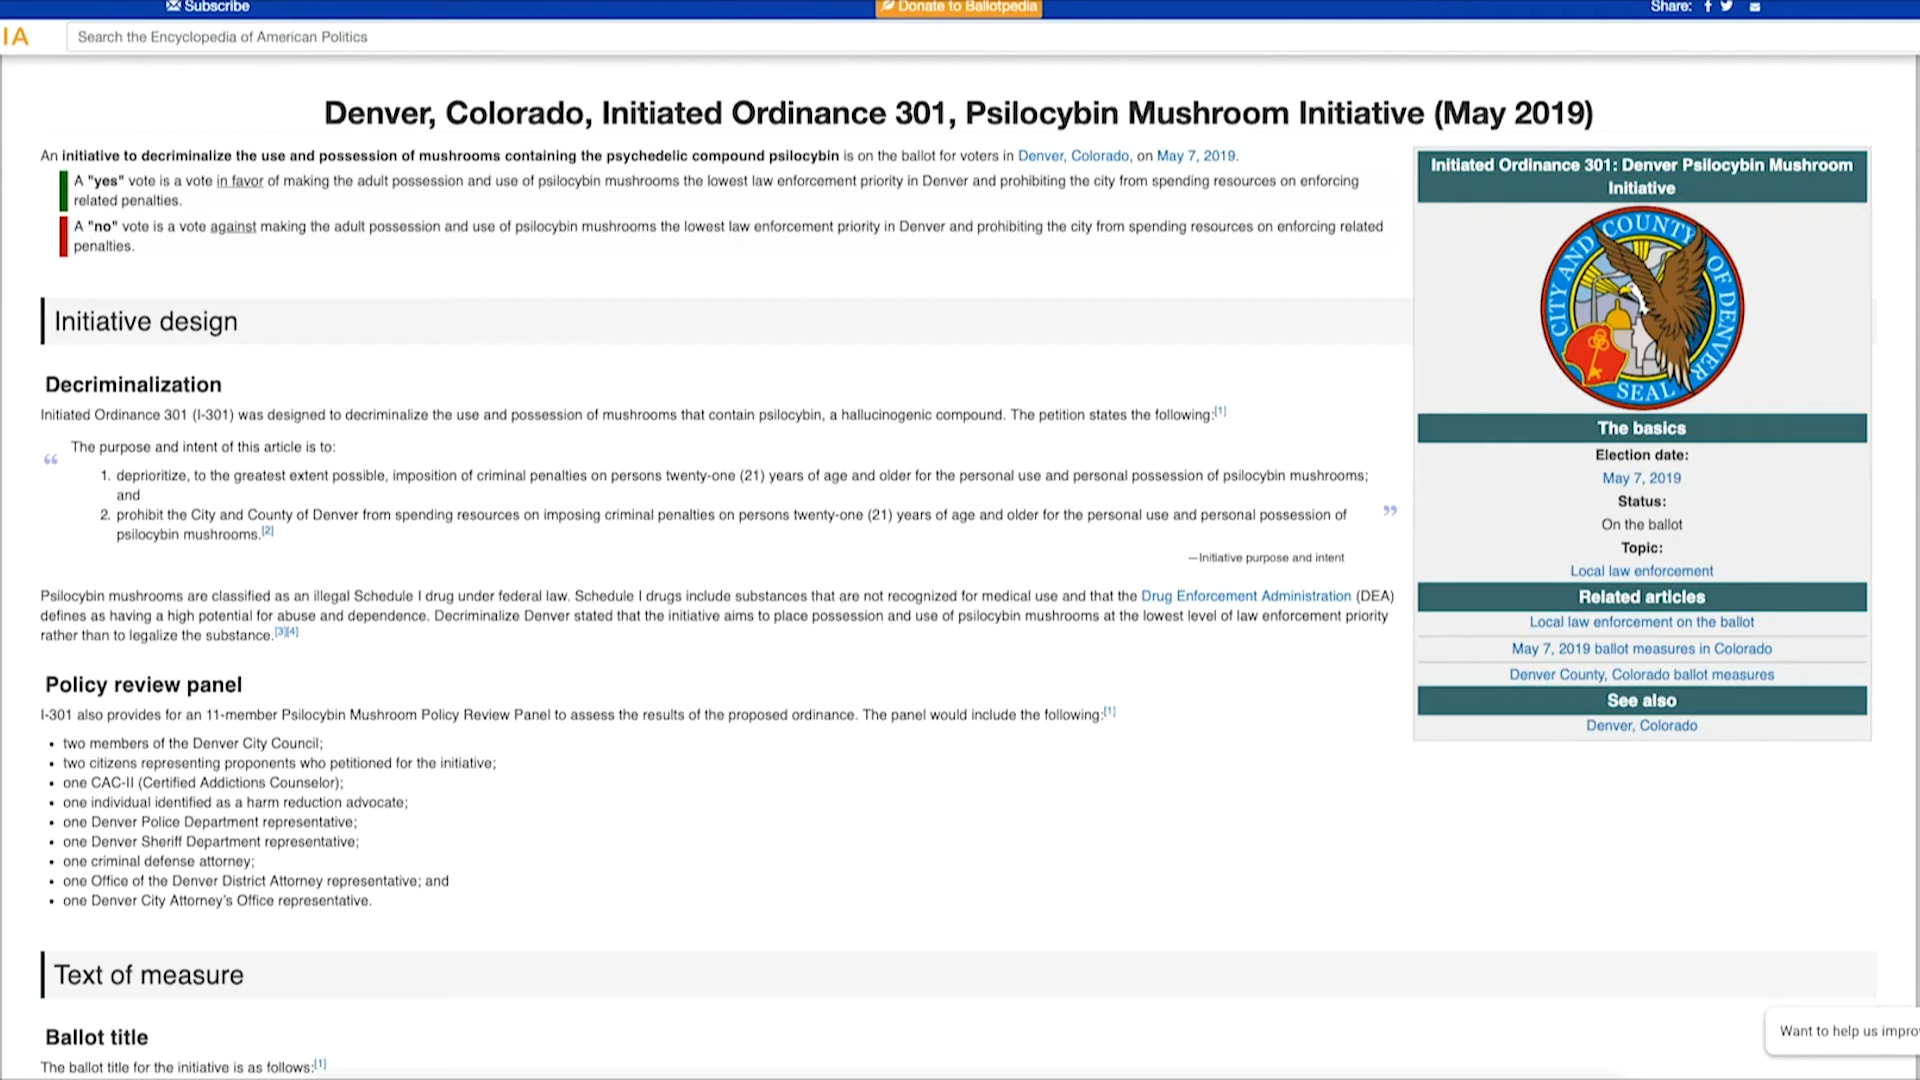 Subscribe
Donate to Ballotpedia
Share:
IA
Search the Encyclopedia of American Politics
Denver, Colorado, Initiated Ordinance 301, Psilocybin Mushroom Initiative (May 2019)
An initiative to decriminalize the use and possession of mushrooms containing the psychedelic compound psilocybin is on the ballot for voters in Denver, Colorado, on May 7, 2019.
A "yes" vote is a vote in favor of making the adult possession and use of psilocybin mushrooms the lowest law enforcement priority in Denver and prohibiting the city from spending resources on enforcing
related penalties.
A "no" vote is a vote against making the adult possession and use of psilocybin mushrooms the lowest law enforcement priority in Denver and prohibiting the city from spending resources on enforcing related
penalties.
Initiative design
Decriminalization
Initiated Ordinance 301 (I-301) was designed to decriminalize the use and possession of mushrooms that contain psilocybin, a hallucinogenic compound. The petition states the following:[1]
“
The purpose and intent of this article is to:
1. deprioritize, to the greatest extent possible, imposition of criminal penalties on persons twenty-one (21) years of age and older for the personal use and personal possession of psilocybin mushrooms;
and
2. prohibit the City and County of Denver from spending resources on imposing criminal penalties on persons twenty-one (21) years of age and older for the personal use and personal possession of
psilocybin mushrooms.[2]
”
—Initiative purpose and intent
Psilocybin mushrooms are classified as an illegal Schedule I drug under federal law. Schedule I drugs include substances that are not recognized for medical use and that the Drug Enforcement Administration (DEA)
defines as having a high potential for abuse and dependence. Decriminalize Denver stated that the initiative aims to place possession and use of psilocybin mushrooms at the lowest level of law enforcement priority
rather than to legalize the substance.[3][4]
Policy review panel
I-301 also provides for an 11-member Psilocybin Mushroom Policy Review Panel to assess the results of the proposed ordinance. The panel would include the following:[1]
• two members of the Denver City Council;
• two citizens representing proponents who petitioned for the initiative;
• one CAC-II (Certified Addictions Counselor);
• one individual identified as a harm reduction advocate;
• one Denver Police Department representative;
• one Denver Sheriff Department representative;
• one criminal defense attorney;
• one Office of the Denver District Attorney representative; and
• one Denver City Attorney's Office representative.
Text of measure
Ballot title
The ballot title for the initiative is as follows:[1]
Initiated Ordinance 301: Denver Psilocybin Mushroom
Initiative
CITY AND COUNTY OF DENVER
SEAL
The basics
Election date:
May 7, 2019
Status:
On the ballot
Topic:
Local law enforcement
Related articles
Local law enforcement on the ballot
May 7, 2019 ballot measures in Colorado
Denver County, Colorado ballot measures
See also
Denver, Colorado
Want to help us impro